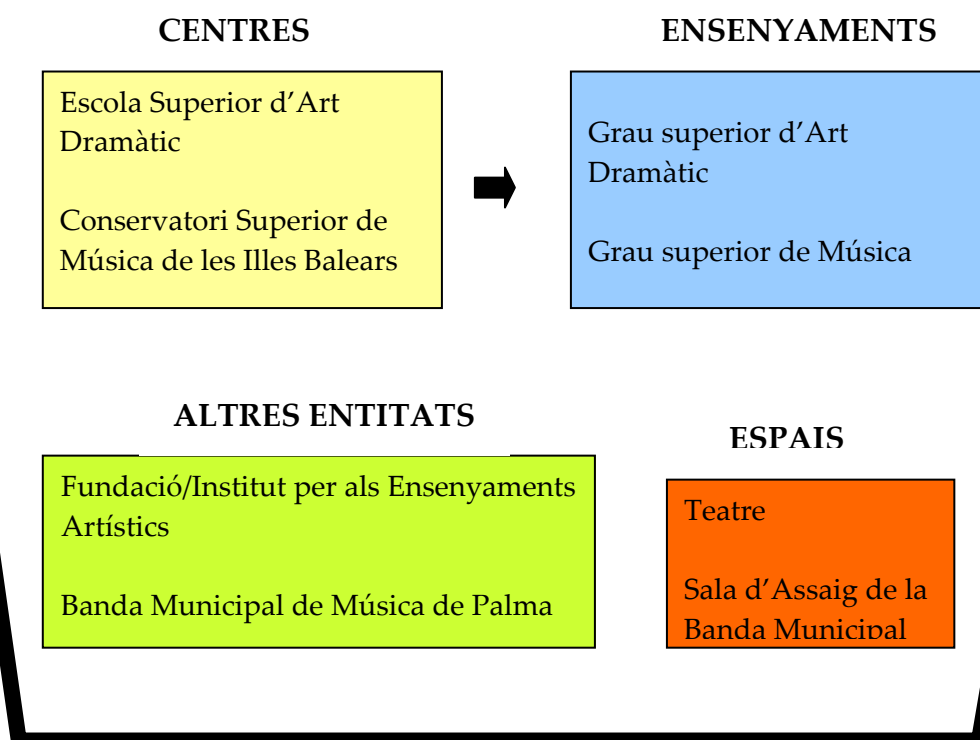 CENTRES
Escola Superior d’Art
Dramàtic
Conservatori Superior de
Música de les Illes Balears
ENSENYAMENTS
Grau superior d’Art
Dramàtic
Grau superior de Música
ALTRES ENTITATS
Fundació/Institut per als Ensenyaments
Artístics
Banda Municipal de Música de Palma
ESPAIS
Teatre
Sala d’Assaig de la
Banda Municipal